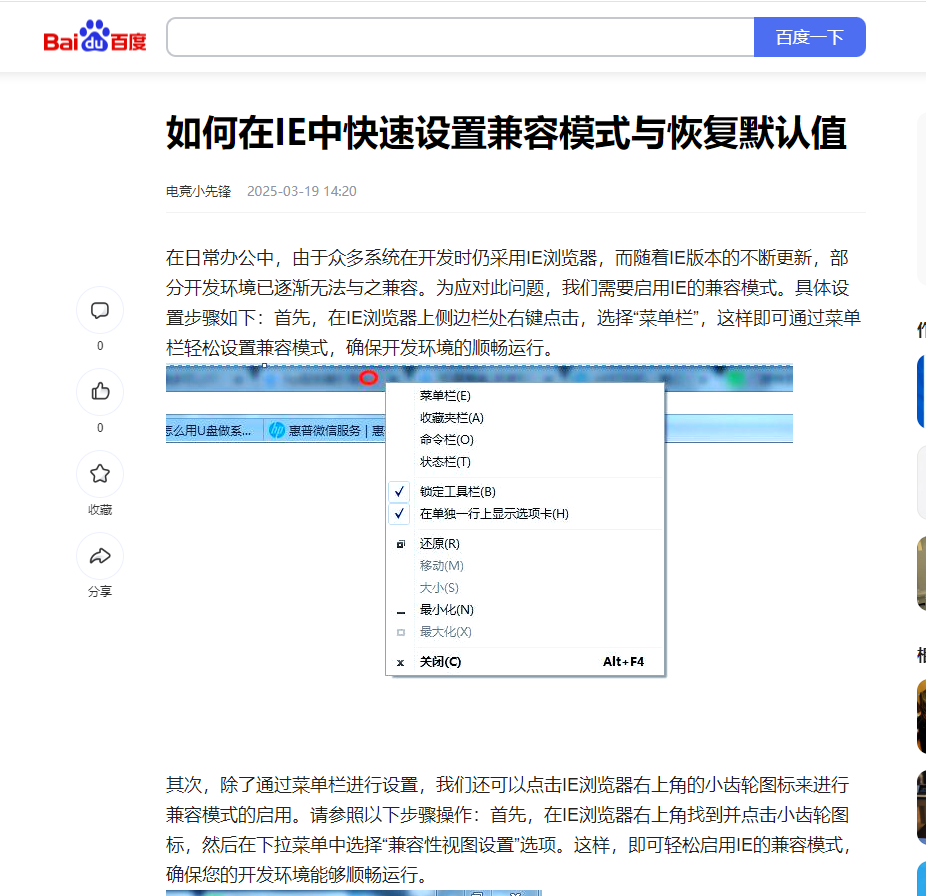 Bai du 百度
百度一下
如何在IE中快速设置兼容模式与恢复默认值
电竞小先锋 2025-03-19 14:20
在日常办公中，由于众多系统在开发时仍采用IE浏览器，而随着IE版本的不断更新，部
分开发环境已逐渐无法与之兼容。为应对此问题，我们需要启用IE的兼容模式。具体设
置步骤如下：首先，在IE浏览器上侧边栏处右键点击，选择“菜单栏”，这样即可通过菜单
栏轻松设置兼容模式，确保开发环境的顺畅运行。
0
0
收藏
分享
怎么用U盘做系... 惠普微信服务 | 惠
菜单栏(E)
收藏夹栏(A)
命令栏(O)
状态栏(T)
锁定工具栏(B)
在单独一行上显示选项卡(H)
还原(R)
移动(M)
大小(S)
最小化(N)
最大化(X)
关闭(C) Alt+F4
其次，除了通过菜单栏进行设置，我们还可以点击IE浏览器右上角的小齿轮图标来进行
兼容模式的启用。请参照以下步骤操作：首先，在IE浏览器右上角找到并点击小齿轮图
标，然后在下拉菜单中选择“兼容性视图设置”选项。这样，即可轻松启用IE的兼容模式，
确保您的开发环境能够顺畅运行。